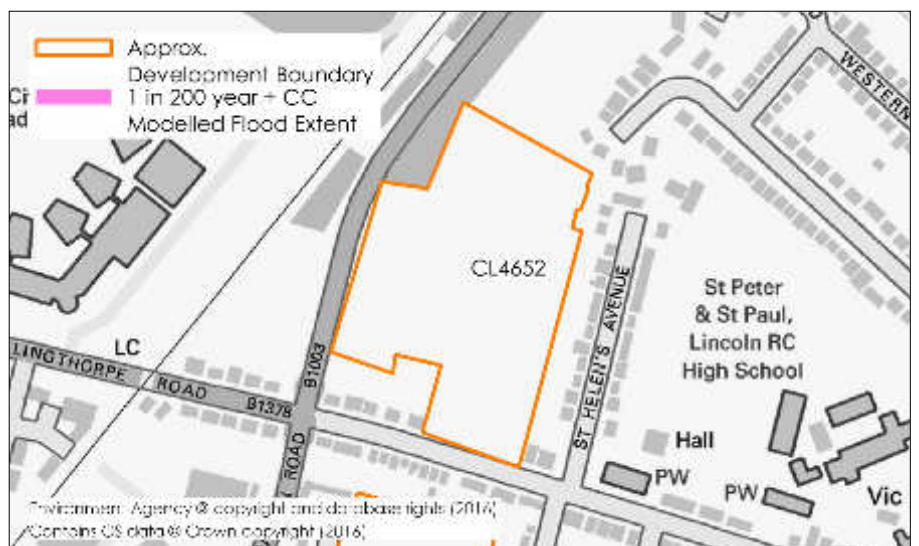 Approx.
Development Boundary
1 in 200 year + CC
Modelled Flood Extent
WESTERN
CL4652
ST HELEN'S AVENUE
St Peter
& St Paul,
Lincoln RC
High School
LC
LINGTHORPE ROAD B1378
B1003
ROAD
Hall
PW
PW
Vic
Environment Agency © copyright and database rights (2016)
Contains OS data © Crown copyright (2016)